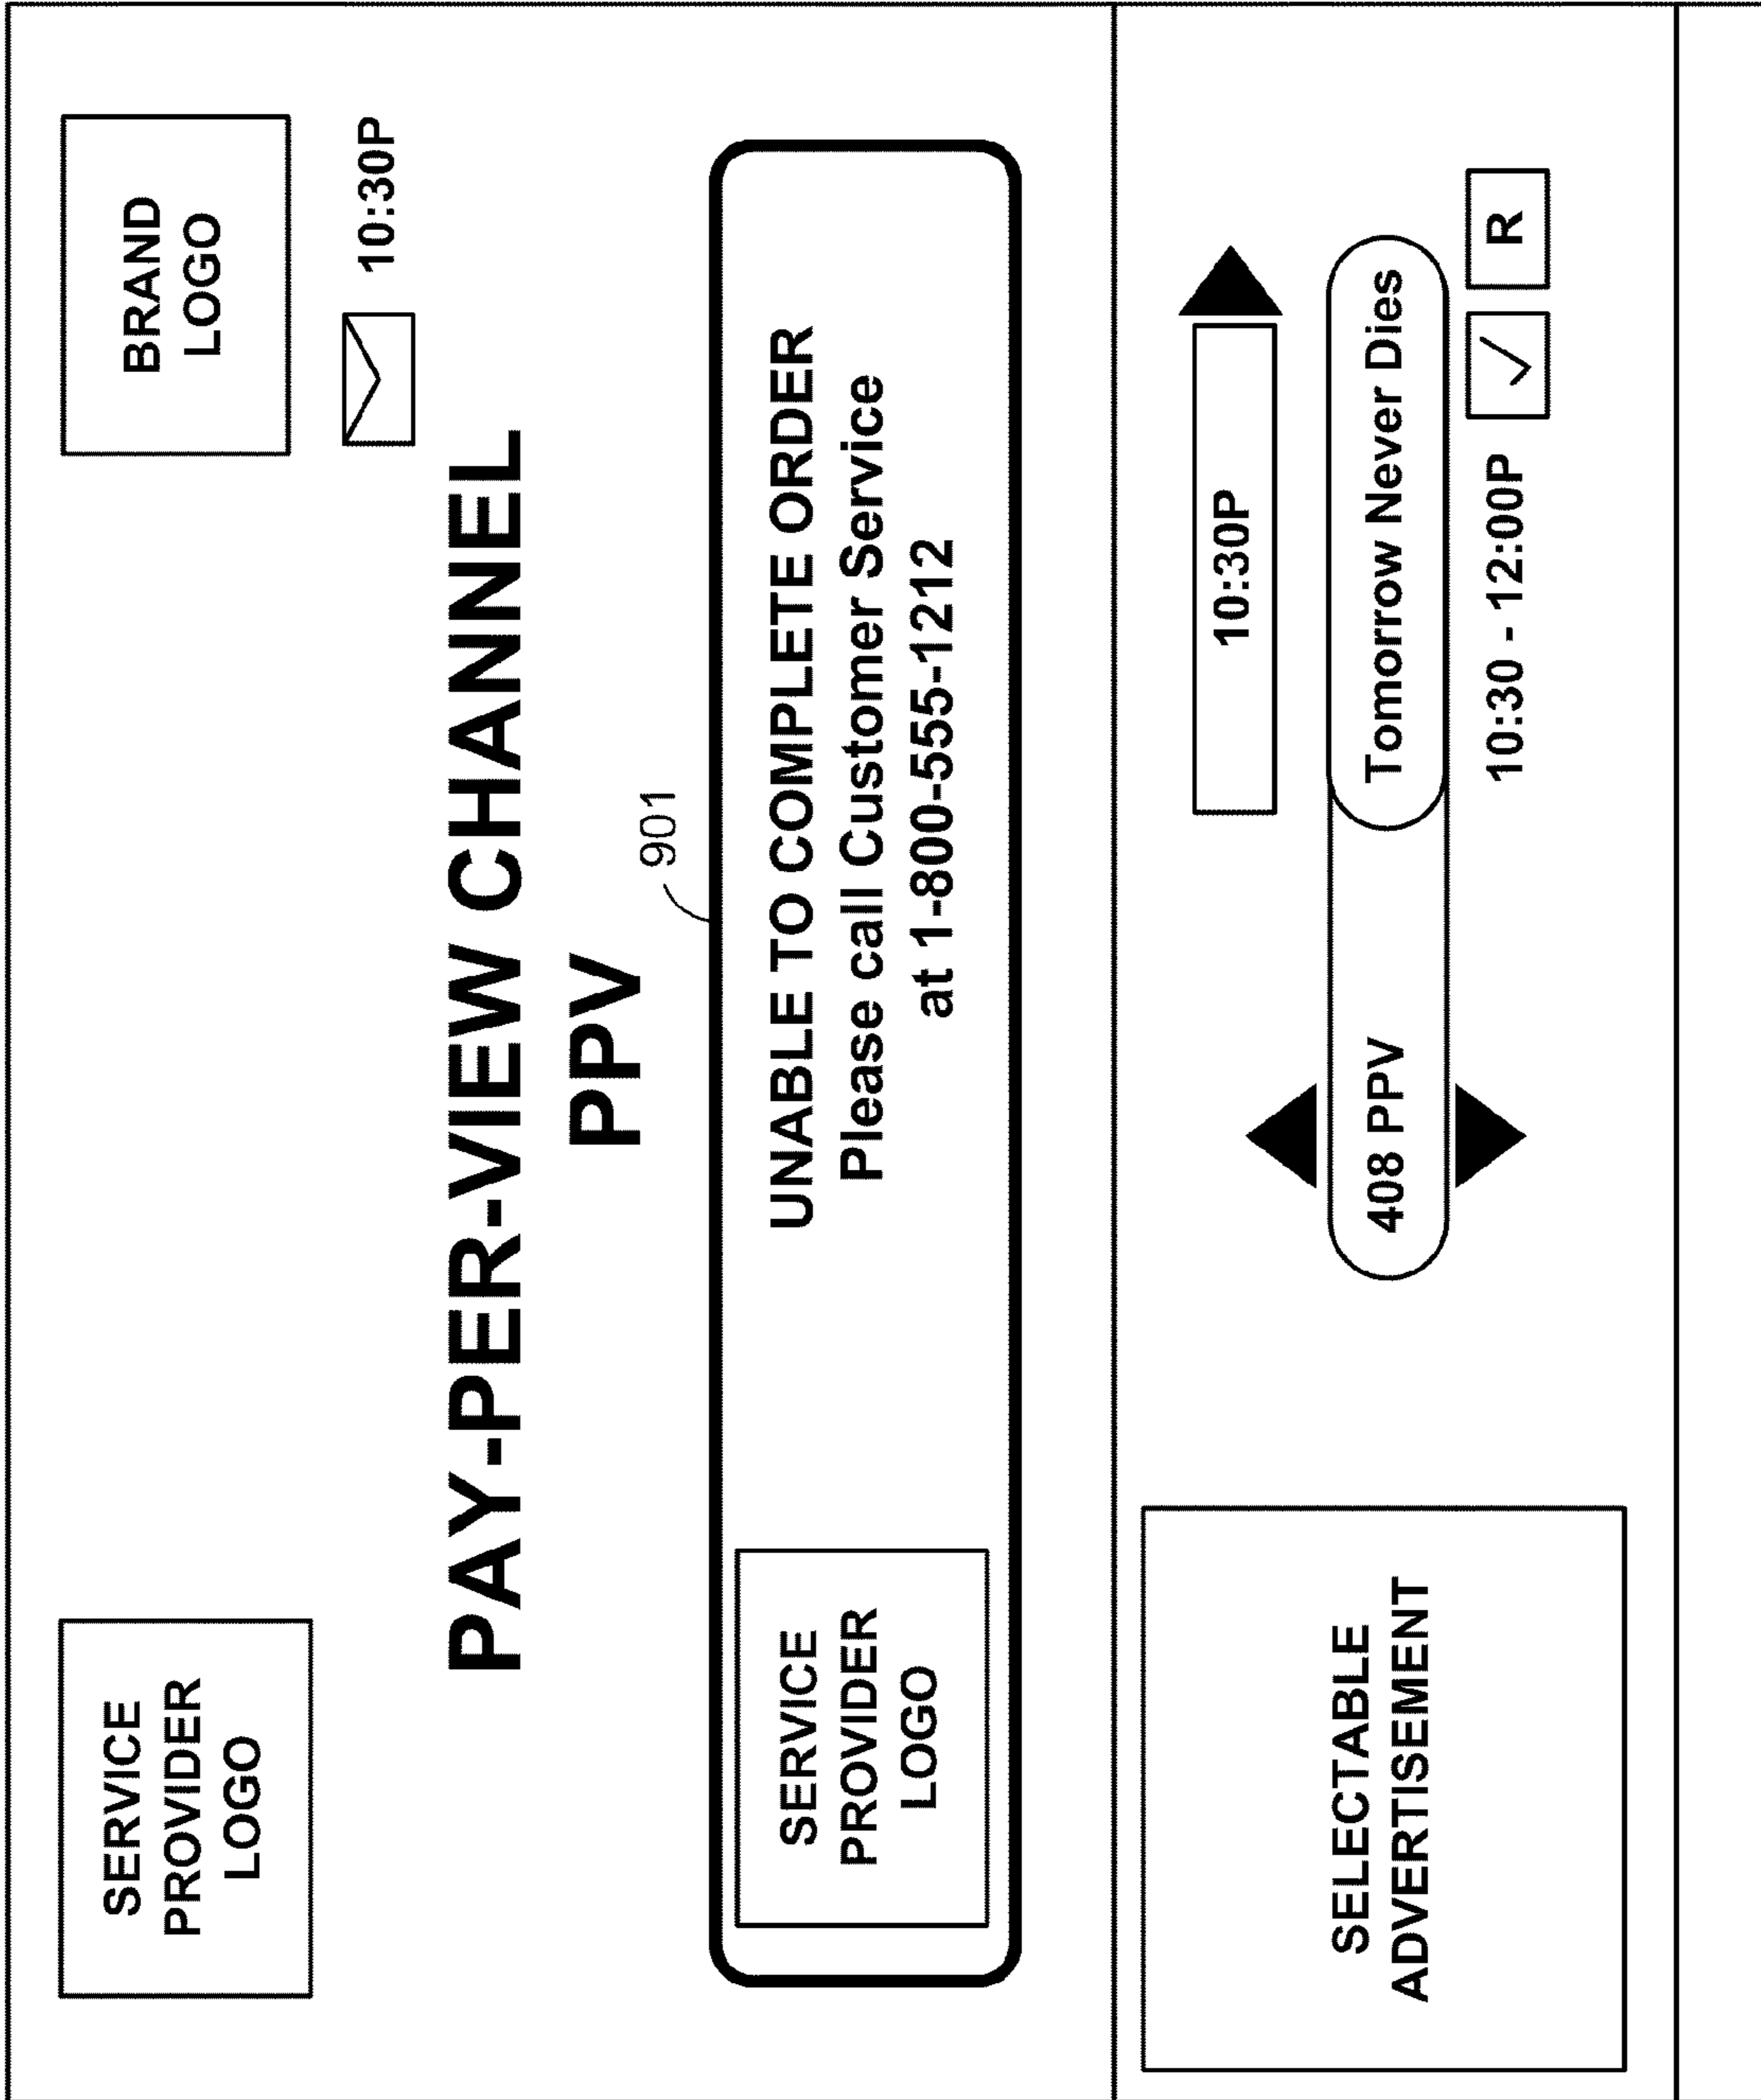 SERVICE
PROVIDER
LOGO
BRAND
LOGO
10:30P
PAY-PER-VIEW CHANNEL
PPV
901
SERVICE
PROVIDER
LOGO
UNABLE TO COMPLETE ORDER
Please call Customer Service
at 1-800-555-1212
SELECTABLE
ADVERTISEMENT
10:30P
408 PPV
Tomorrow Never Dies
10:30 - 12:00P
R